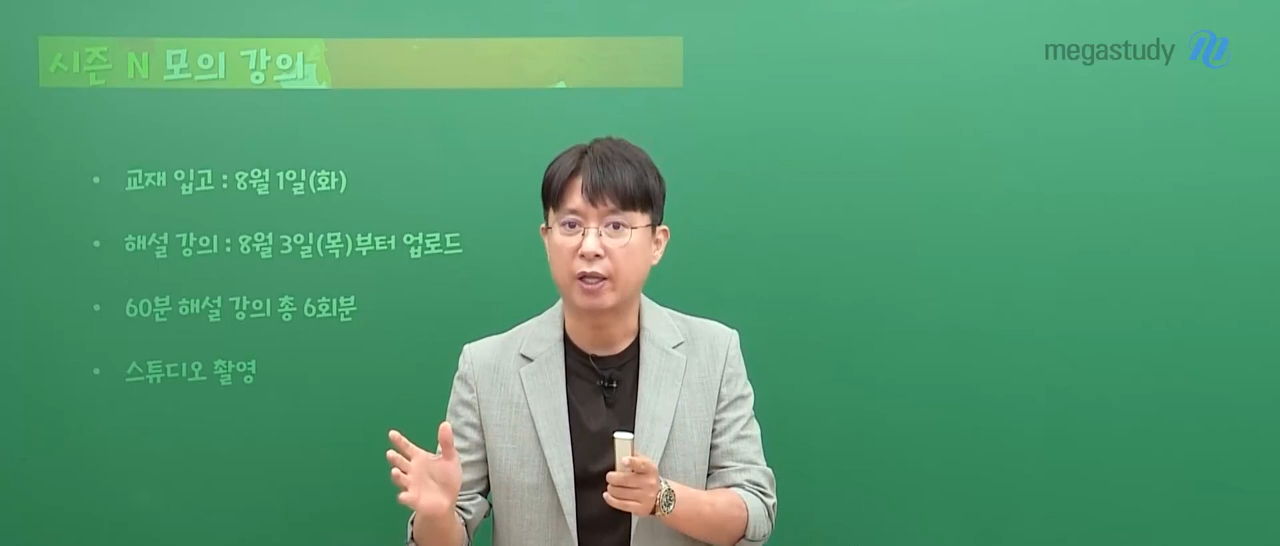 시즌 N 모의 강의
megastudy
• 교재 입고 : 8월 1일(화)
• 해설 강의 : 8월 3일(목)부터 업로드
• 60분 해설 강의 총 6회분
• 스튜디오 촬영